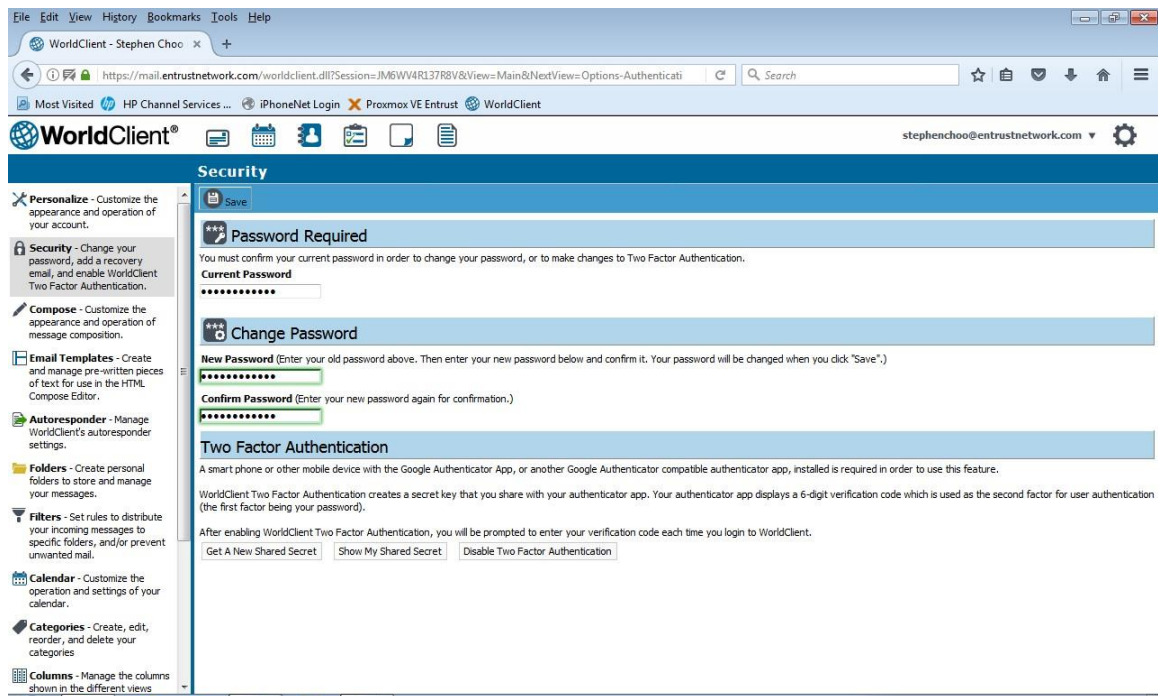 File Edit View History Bookmarks Tools Help
WorldClient - Stephen Choo × +
https://mail.entrustnetwork.com/worldclient.dll?Session=JM6WV4R137R8V&View=Main&NextView=Options-Authenticati
Search
Most Visited HP Channel Services ... iPhoneNet Login Proxmox VE Entrust WorldClient
WorldClient® stephenchoo@entrustnetwork.com
Security
Save
Personalize - Customize the
appearance and operation of
your account.
Security - Change your
password, add a recovery
email, and enable WorldClient
Two Factor Authentication.
Compose - Customize the
appearance and operation of
message composition.
Email Templates - Create
and manage pre-written pieces
of text for use in the HTML
Compose Editor.
Autoresponder - Manage
WorldClient's autoresponder
settings.
Folders - Create personal
folders to store and manage
your messages.
Filters - Set rules to distribute
your incoming messages to
specific folders, and/or prevent
unwanted mail.
Calendar - Customize the
operation and settings of your
calendar.
Categories - Create, edit,
reorder, and delete your
categories
Columns - Manage the columns
shown in the different views
Password Required
You must confirm your current password in order to change your password, or to make changes to Two Factor Authentication.
Current Password
••••••••••••
Change Password
New Password (Enter your old password above. Then enter your new password below and confirm it. Your password will be changed when you click "Save".)
••••••••••••
Confirm Password (Enter your new password again for confirmation.)
••••••••••••
Two Factor Authentication
A smart phone or other mobile device with the Google Authenticator App, or another Google Authenticator compatible authenticator app, installed is required in order to use this feature.
WorldClient Two Factor Authentication creates a secret key that you share with your authenticator app. Your authenticator app displays a 6-digit verification code which is used as the second factor for user authentication
(the first factor being your password).
After enabling WorldClient Two Factor Authentication, you will be prompted to enter your verification code each time you login to WorldClient.
Get A New Shared Secret Show My Shared Secret Disable Two Factor Authentication